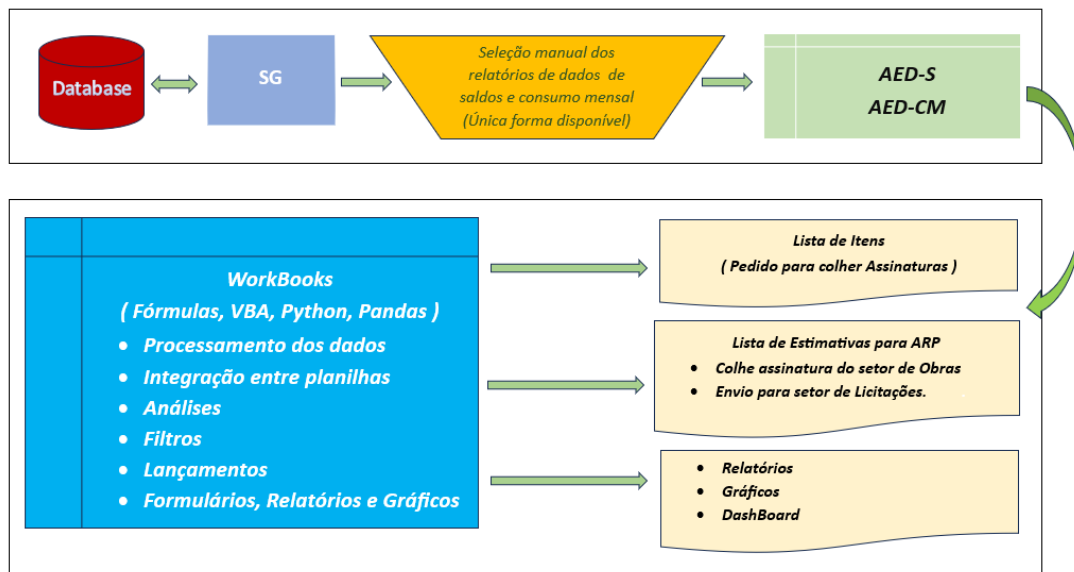 Database
SG
Seleção manual dos
relatórios de dados de
saldos e consumo mensal
(Única forma disponível)
AED-S
AED-CM
WorkBooks
( Fórmulas, VBA, Python, Pandas )
• Processamento dos dados
• Integração entre planilhas
• Análises
• Filtros
• Lançamentos
• Formulários, Relatórios e Gráficos
Lista de Itens
( Pedido para colher Assinaturas )
Lista de Estimativas para ARP
• Colhe assinatura do setor de Obras
• Envio para setor de Licitações.
• Relatórios
• Gráficos
• DashBoard